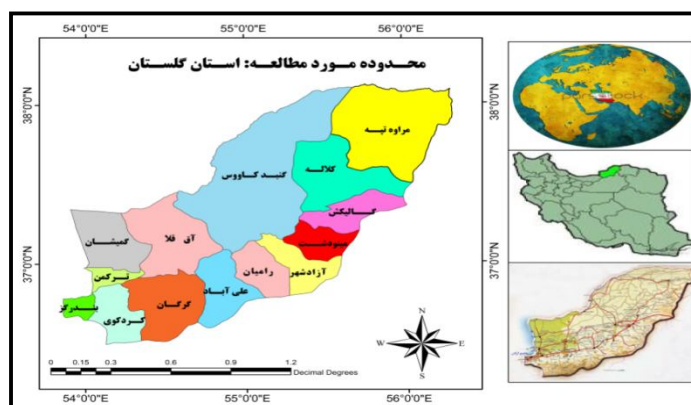 54°0'0"E 55°0'0"E 56°0'0"E
محدوده مورد مطالعه: استان گلستان
38°0'0"N
38°0'0"N
مراوه تپه
کلاله
گنبد کاووس
گالیکش
مینودشت
گمیشان
آق قلا
37°0'0"N
37°0'0"N
آزادشهر
رامیان
ترکمن
علی آباد
بندرگز
کردکوی
گرگان
N
W E
S
0 0.15 0.3 0.6 0.9 1.2
Decimal Degrees
54°0'0"E 55°0'0"E 56°0'0"E